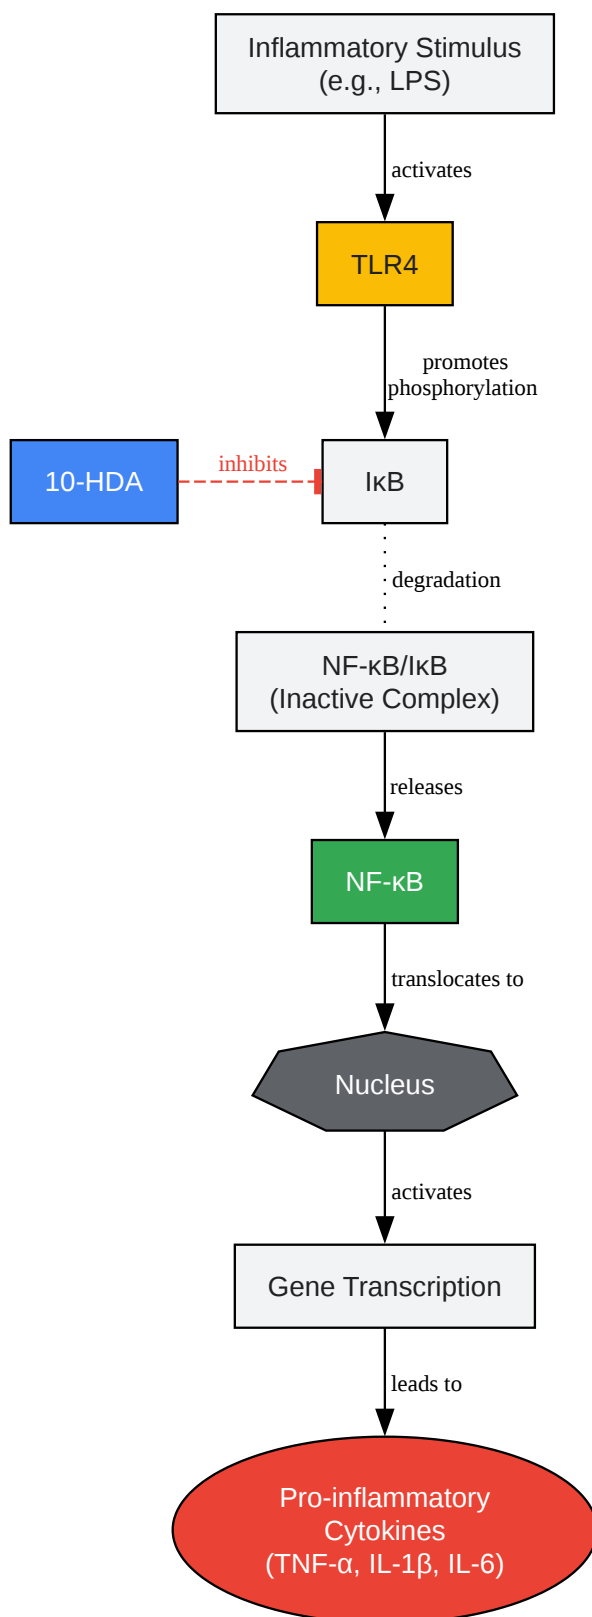 Inflammatory Stimulus
(e.g., LPS)
activates
TLR4
promotes
phosphorylation
10-HDA
inhibits
IκB
degradation
NF-κB/IκB
(Inactive Complex)
releases
NF-κB
translocates to
Nucleus
activates
Gene Transcription
leads to
Pro-inflammatory
Cytokines
(TNF-α, IL-1β, IL-6)